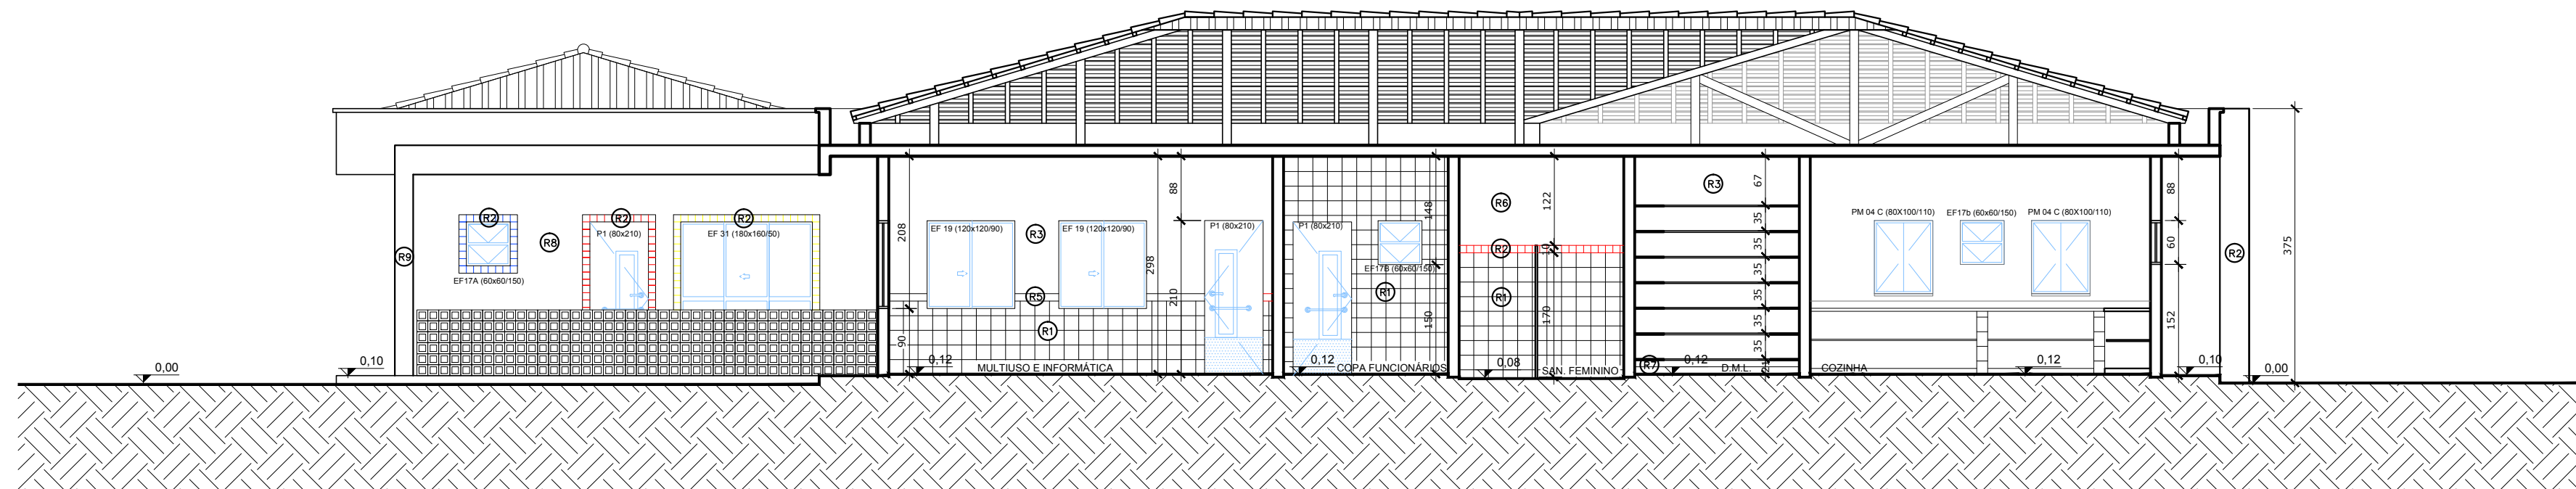 0,00
0,10
R9
R2
EF17A (60x60/150)
R8
R2
P1 (80x210)
R2
EF 31 (180x160/50)
208
90
0,12
EF 19 (120x120/90)
R3
EF 19 (120x120/90)
R5
R1
MULTIUSO E INFORMÁTICA
298
88
210
P1 (80x210)
P1 (80x210)
0,12
EF17B (60x60/150)
R1
COPA FUNCIONÁRIOS
148
150
R6
R2
R1
0,08
122
10
170
SAN. FEMININO
R7
R3
0,12
D.M.L.
67
35
35
35
35
35
35
COZINHA
PM 04 C (80X100/110)
EF17b (60x60/150)
PM 04 C (80X100/110)
0,12
88
60
152
0,10
R2
0,00
375